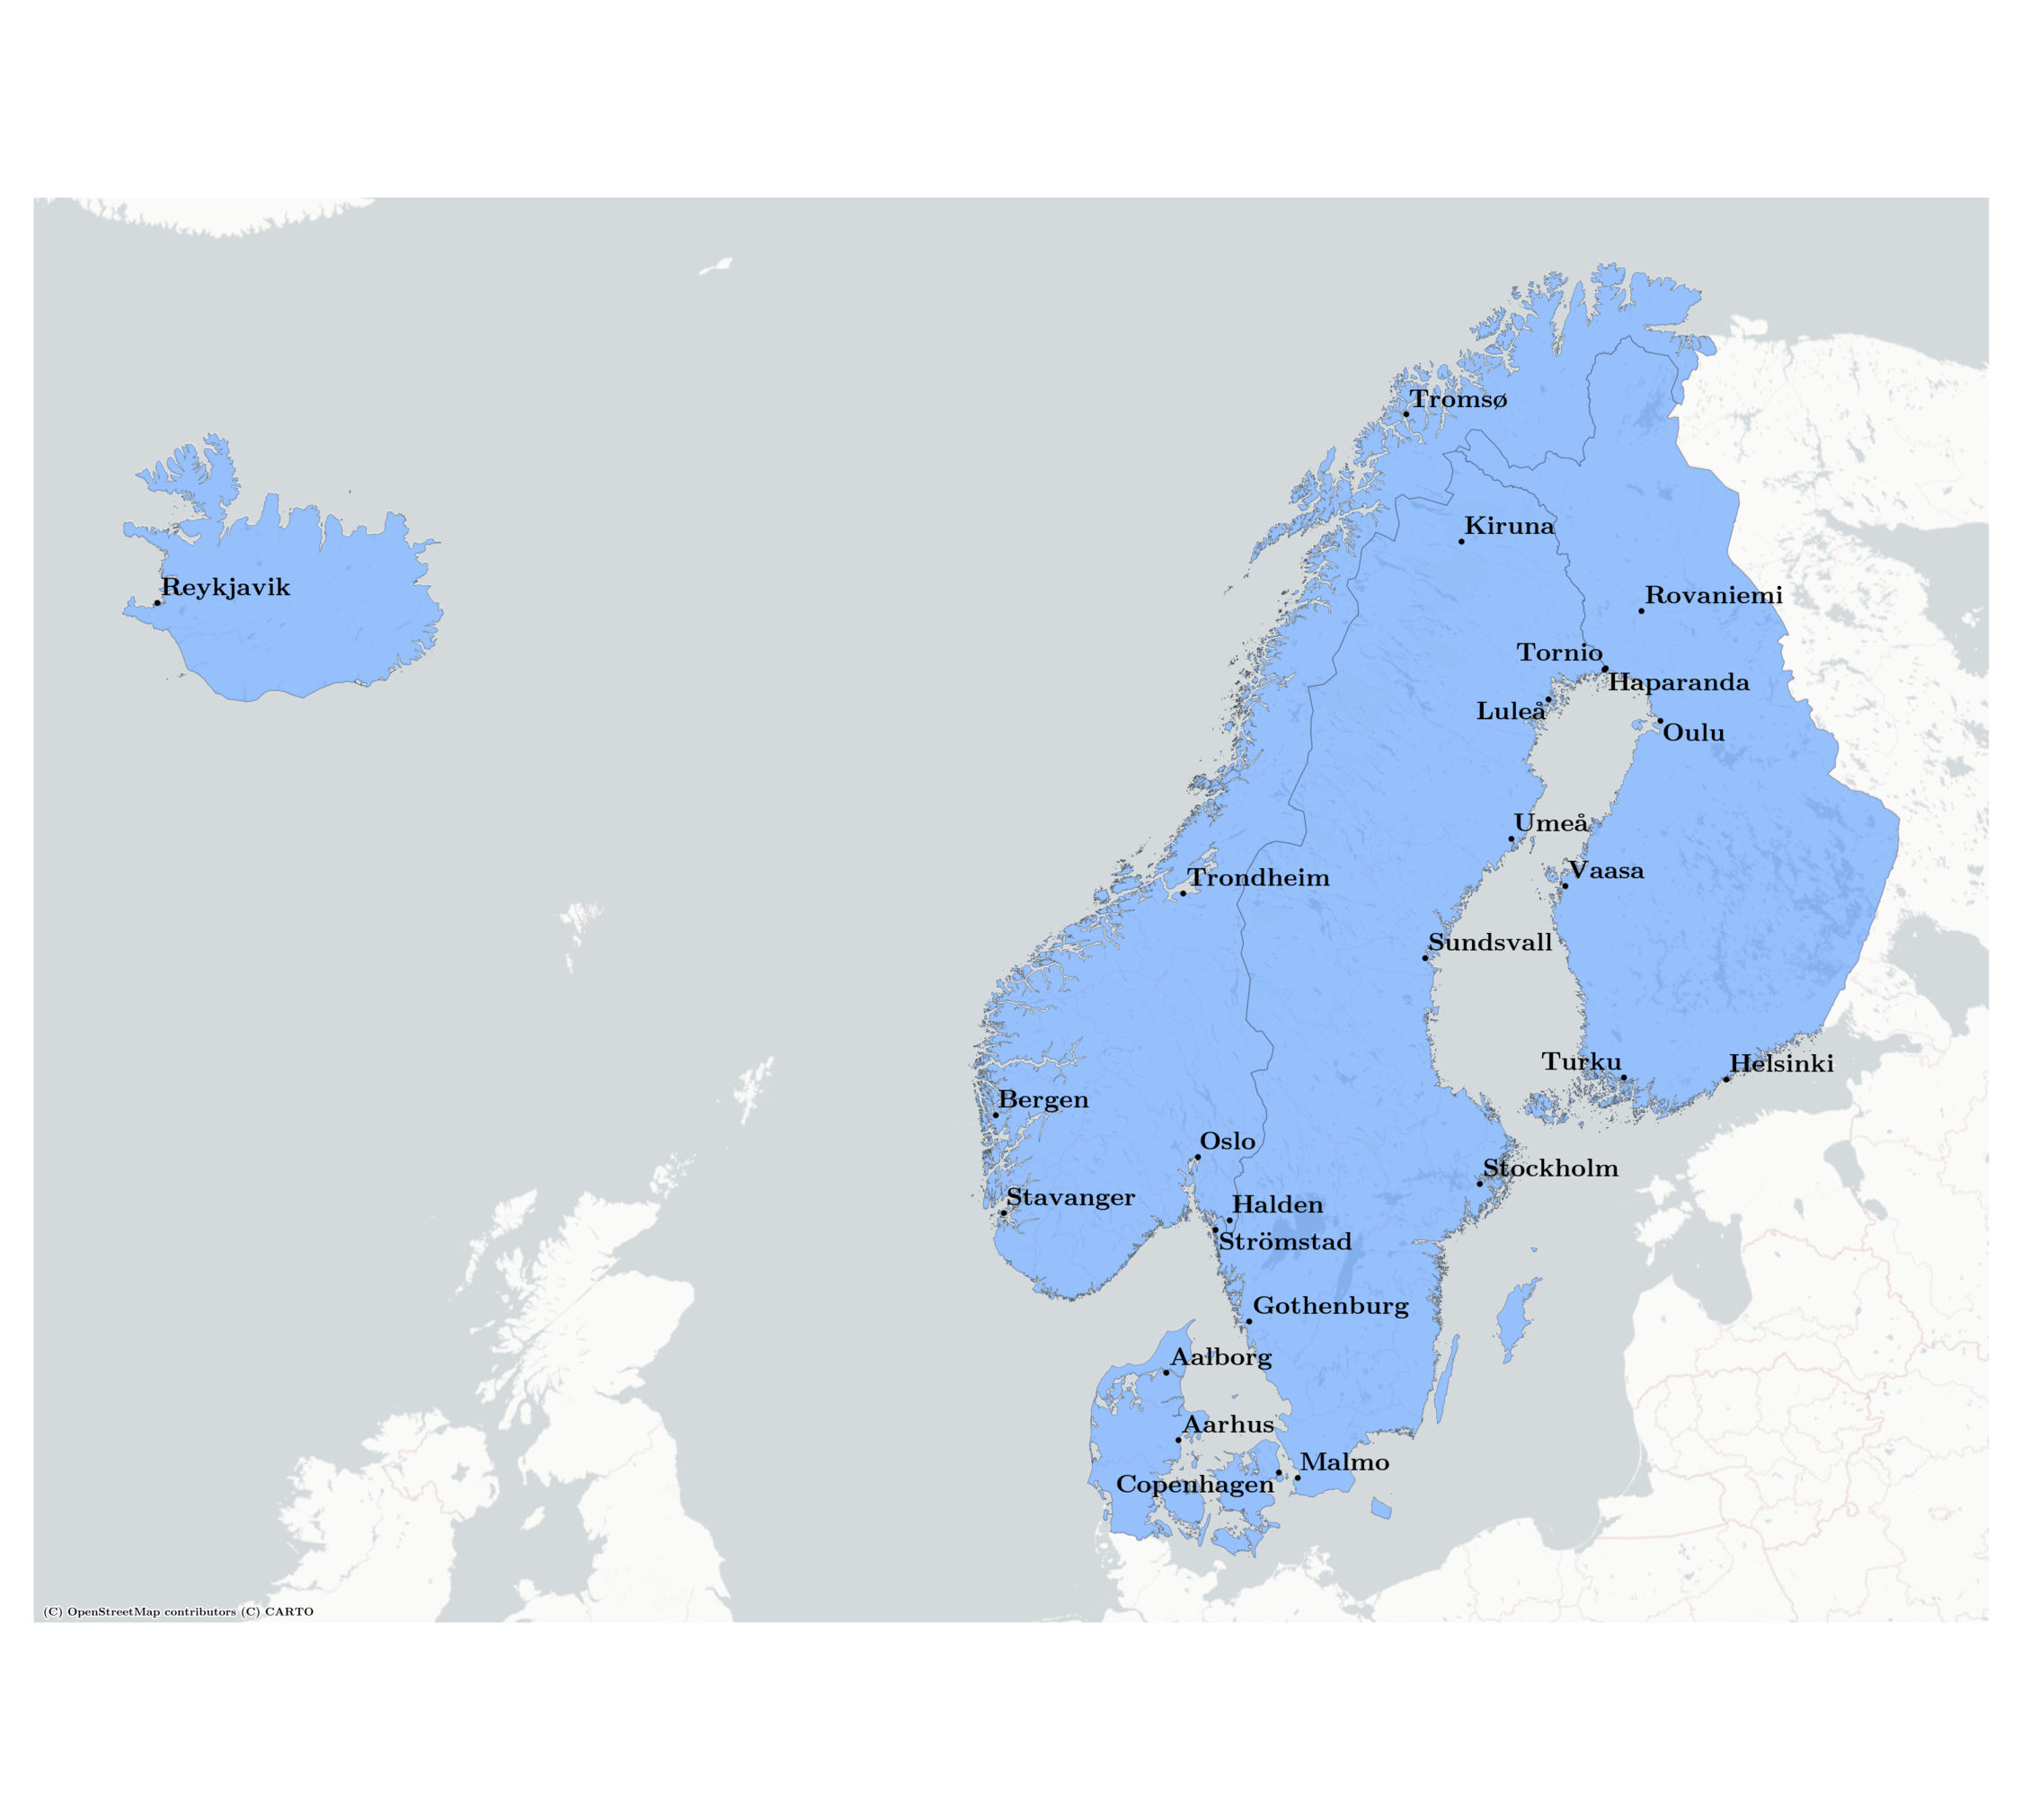 Tromsø
Kiruna
Reykjavik
Rovaniemi
Tornio
Haparanda
Luleå
Oulu
Umeå
Vaasa
Trondheim
Sundsvall
Turku
Helsinki
Bergen
Oslo
Stockholm
Stavanger
Halden
Strömstad
Gothenburg
Aalborg
Aarhus
Malmo
Copenhagen
(C) OpenStreetMap contributors (C) CARTO